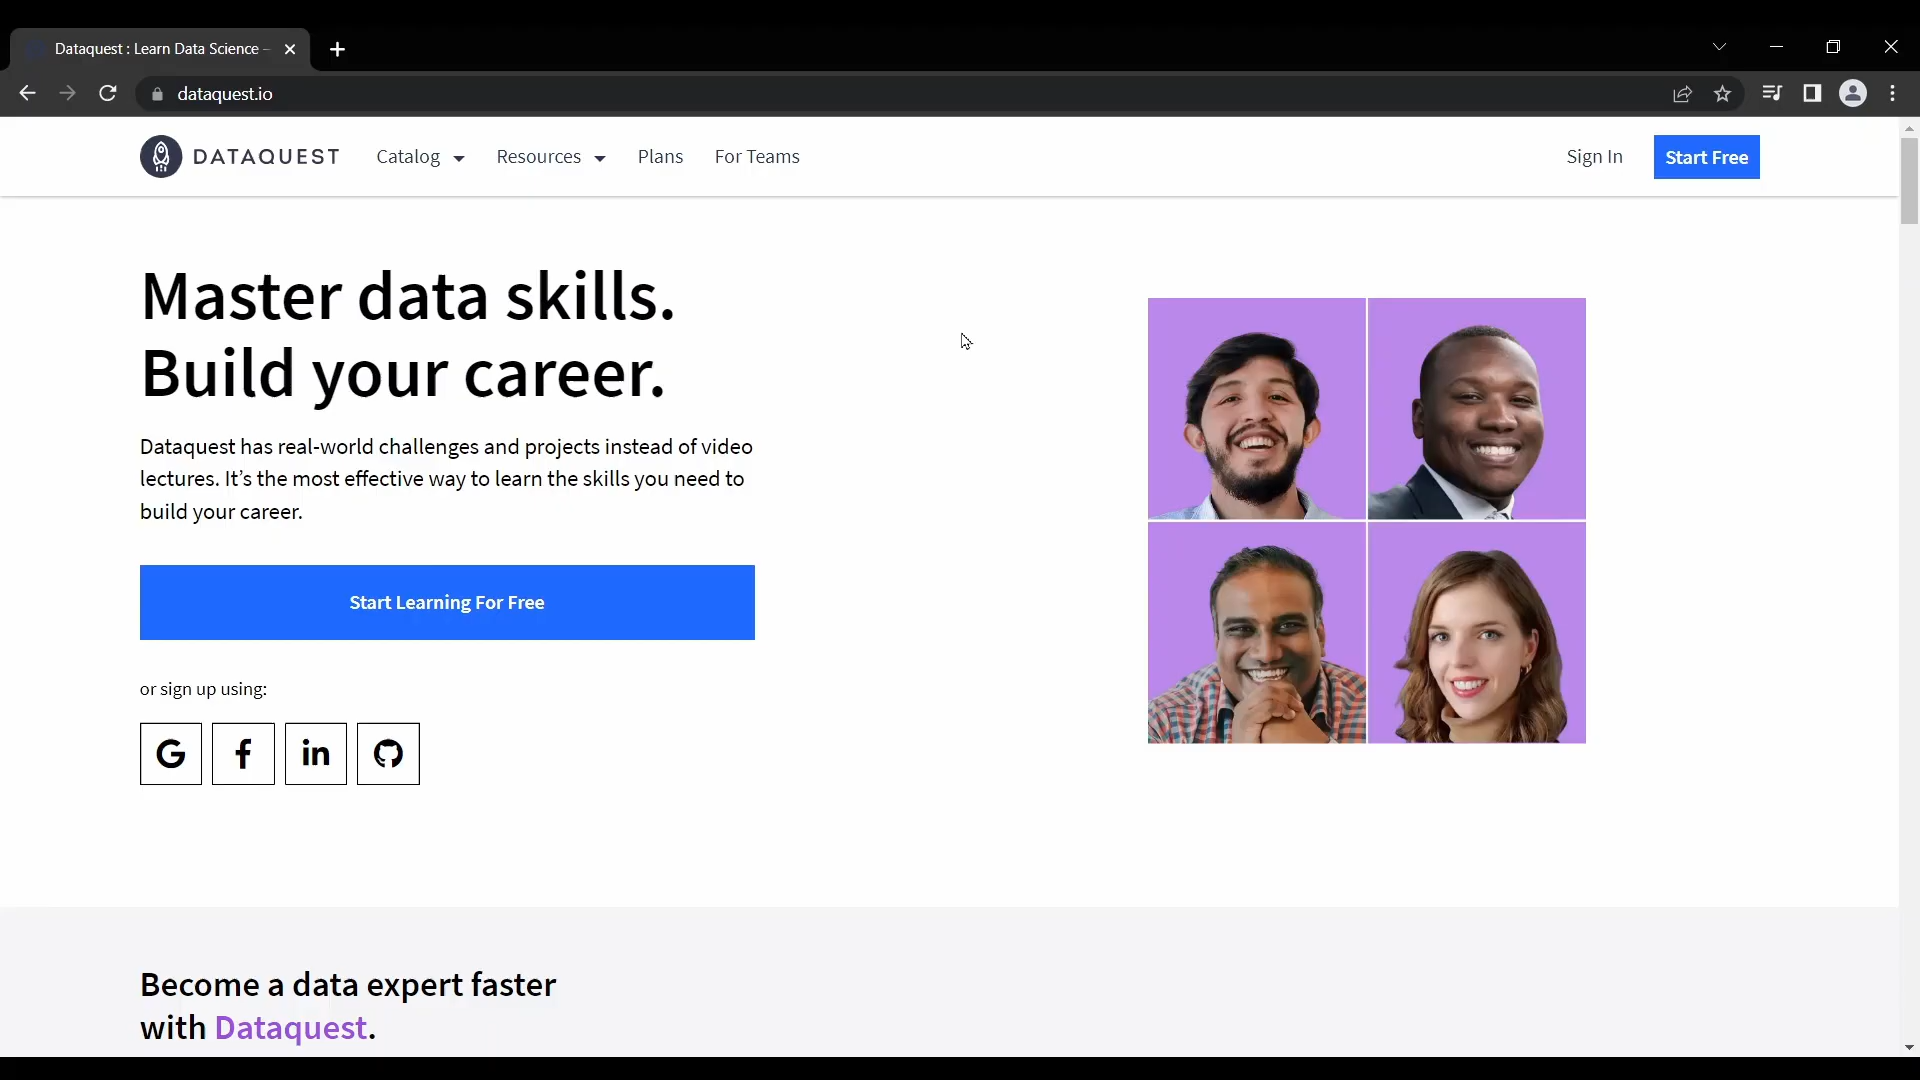 Dataquest : Learn Data Science -
dataquest.io
DATAQUEST Catalog Resources Plans For Teams Sign In Start Free
Master data skills.
Build your career.
Dataquest has real-world challenges and projects instead of video
lectures. It’s the most effective way to learn the skills you need to
build your career.
Start Learning For Free
or sign up using:
Become a data expert faster
with Dataquest.